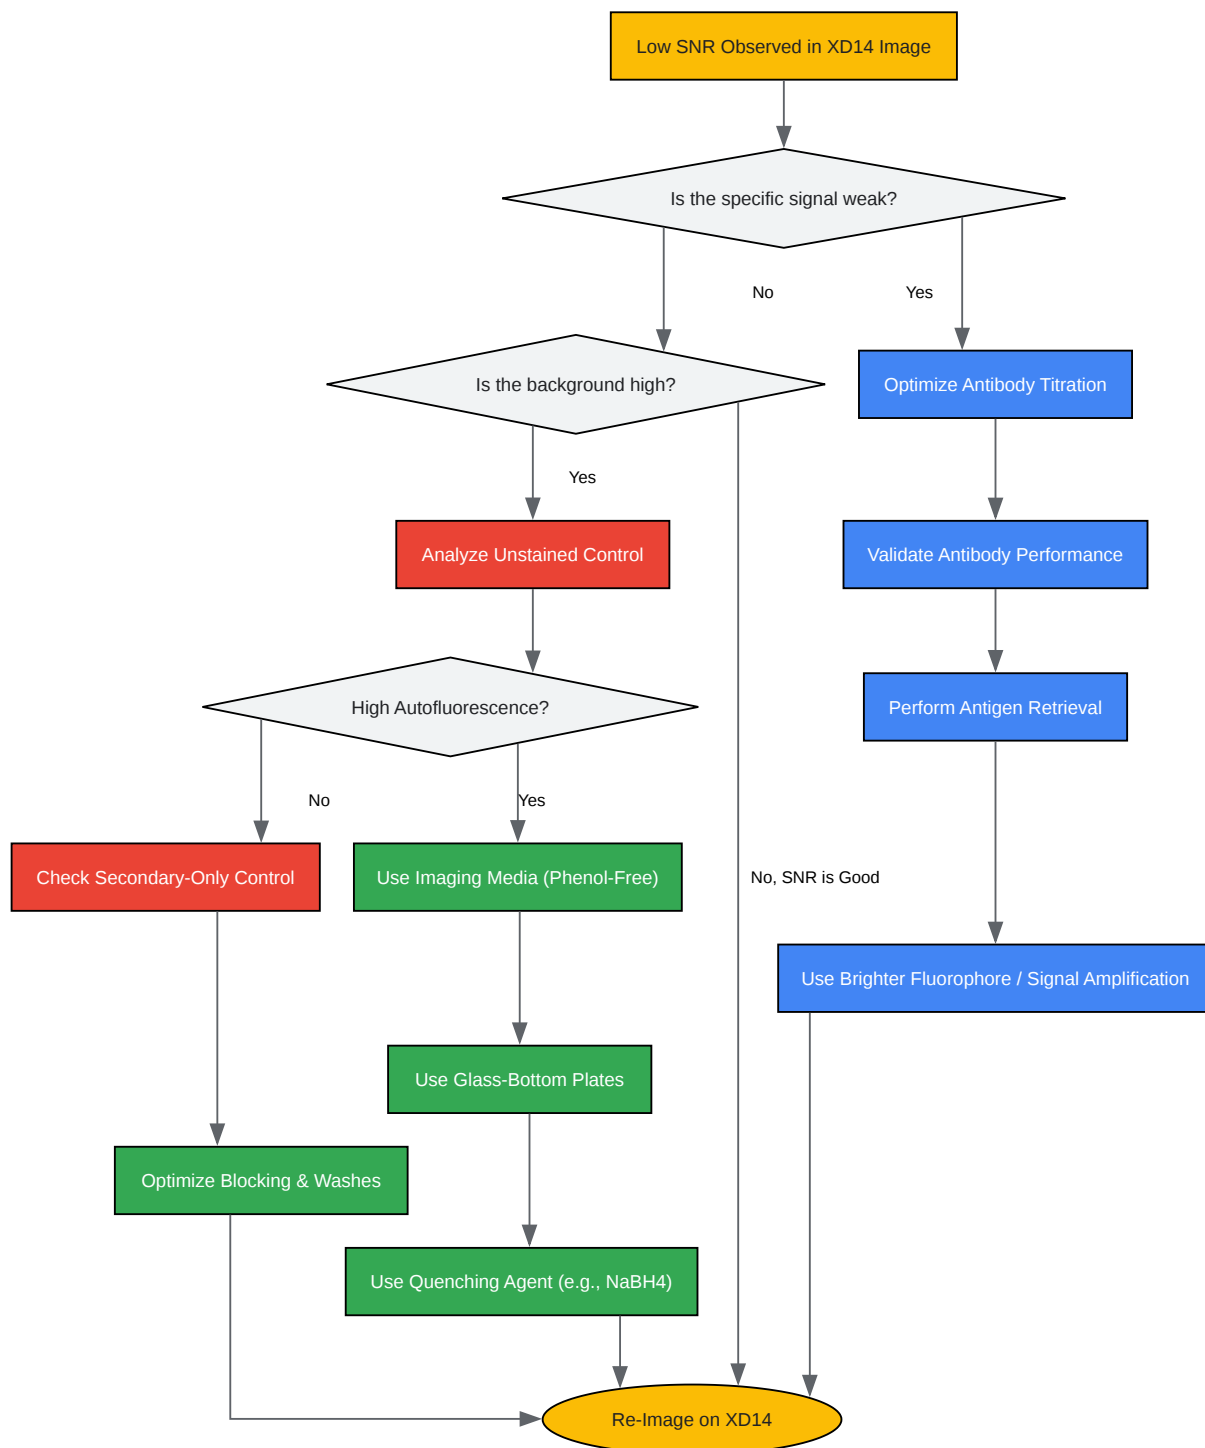 Low SNR Observed in XD14 Image
Is the specific signal weak?
No
Yes
Is the background high?
Optimize Antibody Titration
Yes
Analyze Unstained Control
Validate Antibody Performance
High Autofluorescence?
Perform Antigen Retrieval
No
Yes
Check Secondary-Only Control
Use Imaging Media (Phenol-Free)
No, SNR is Good
Use Brighter Fluorophore / Signal Amplification
Use Glass-Bottom Plates
Optimize Blocking & Washes
Use Quenching Agent (e.g., NaBH4)
Re-Image on XD14